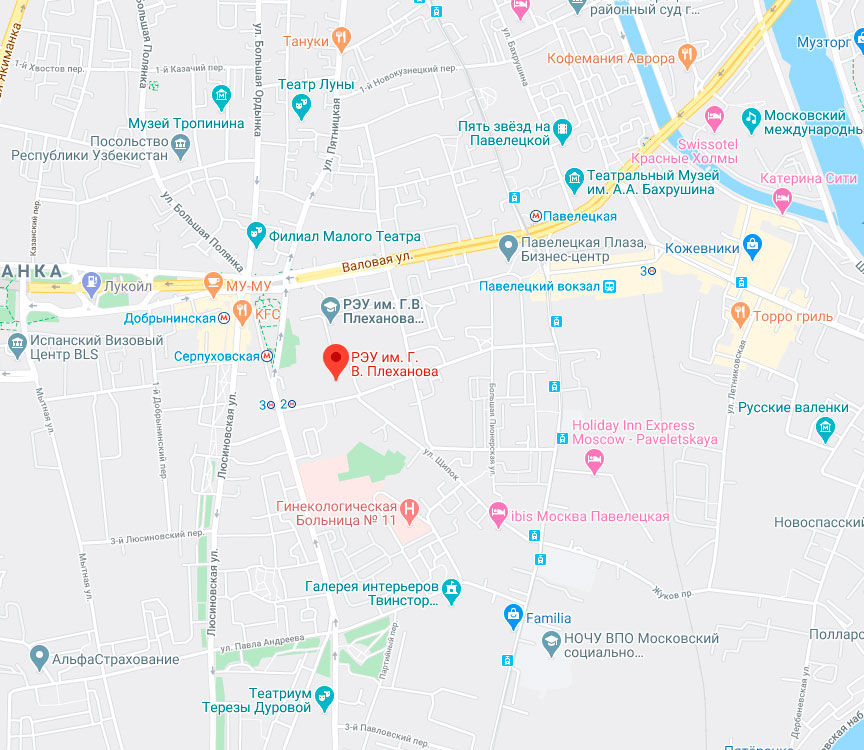 районный суд г...
Тануки
Кофемания Аврора
Музторг
ул. Бахрушина
ул. Большая Ордынка
Большая Полянка
1-й Хвостов пер.
1-й Казачий пер.
1-й Новокузнецкий пер.
Театр Луны
Музей Тропинина
ул. Пятницкая
Посольство
Республики Узбекистан
Пять звёзд на
Павелецкой
Swissotel
Красные Холмы
Московский
международны
Театральный Музей
им. А.А. Бахрушина
Катерина Сити
Казанский пер.
ул. Большая Полянка
Павелецкая
Филиал Малого Театра
Валовая ул.
Павелецкая Плаза,
Бизнес-центр
Кожевники
АНКА
Лукойл
МУ-МУ
3
Павелецкий вокзал
Добрынинская
KFC
РЭУ им. Г.В.
Плеханова...
Торро гриль
Испанский Визовый
Центр BLS
Серпуховская
РЭУ им. Г.
В. Плеханова
ул. Летниковская
Мытная ул.
1-й Добрынинский пер.
Люсиновская ул.
3
2
Большая Пионерская ул.
Русские валенки
Holiday Inn Express
Moscow - Paveletskaya
ул. Щипок
Гинекологическая
Больница № 11
ibis Москва Павелецкая
Новоспасский
3-й Люсиновский пер.
Мытная ул.
Люсиновская ул.
Галерея интерьеров
Твинстор...
Жуков пр.
Familia
НОЧУ ВПО Московский
социально...
Полларс
ул. Павла Андреева
Партийный пер.
АльфаСтрахование
Театриум
Терезы Дуровой
3-й Павловский пер.
Дербеневская ул.
Пятёрочка